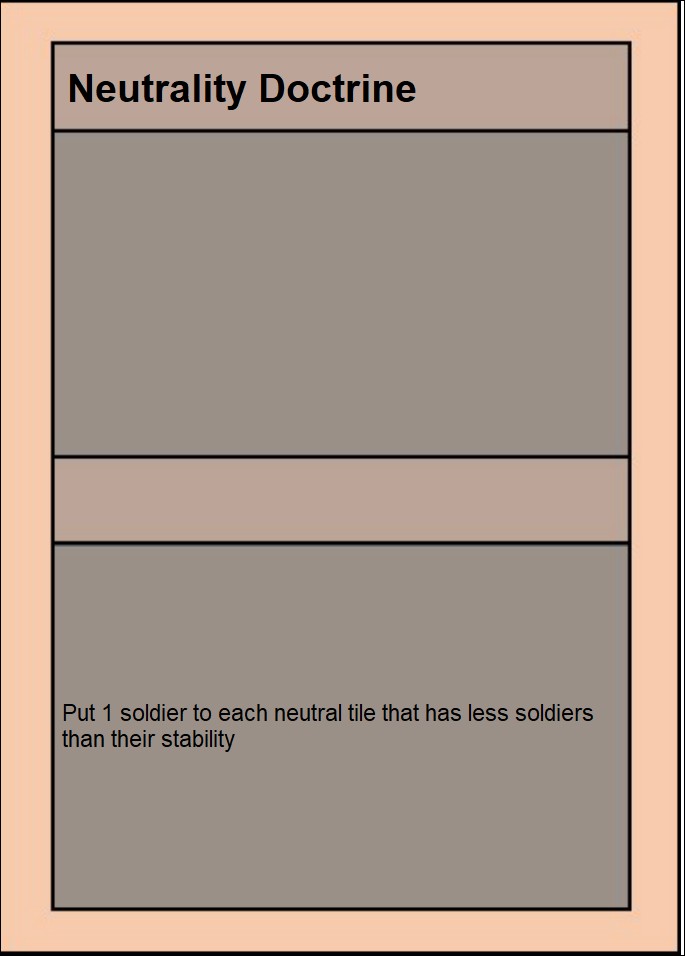 Neutrality Doctrine
Put 1 soldier to each neutral tile that has less soldiers
than their stability